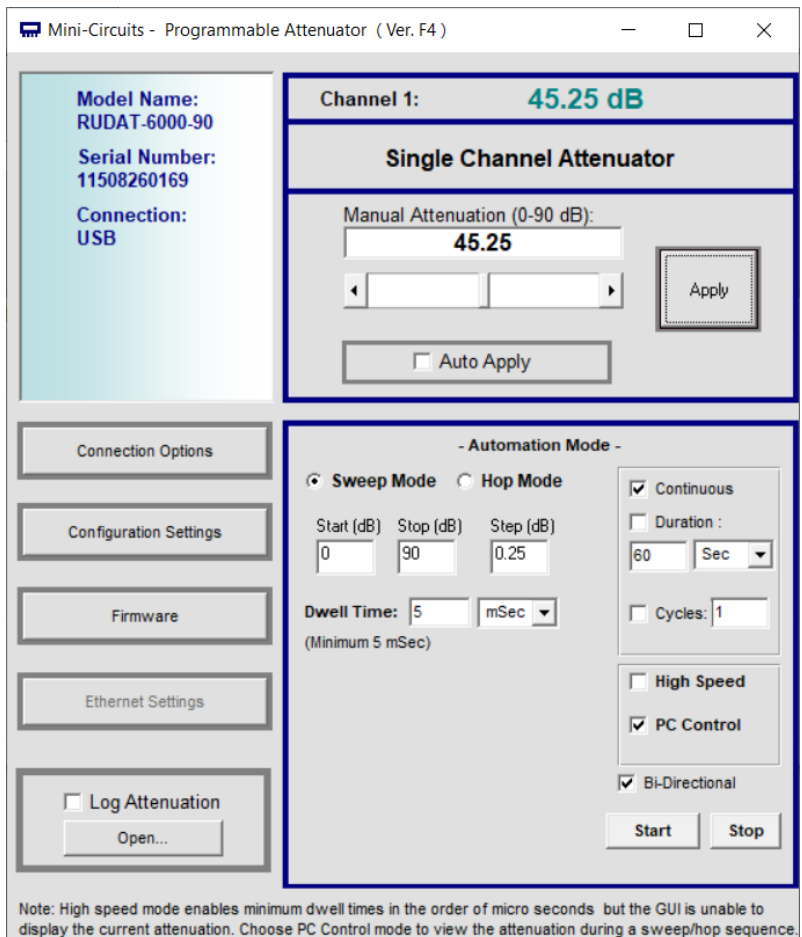 Mini-Circuits -  Programmable Attenuator  ( Ver. F4 )
Model Name:
RUDAT-6000-90
Serial Number:
11508260169
Connection:
USB
Channel 1: 45.25 dB
Single Channel Attenuator
Manual Attenuation (0-90 dB):
45.25
Apply
Auto Apply
Connection Options
Configuration Settings
Firmware
Ethernet Settings
Log Attenuation
Open...
- Automation Mode -
Sweep Mode Hop Mode
Start (dB) Stop (dB) Step (dB)
0 90 0.25
Dwell Time: 5 mSec
(Minimum 5 mSec)
Continuous
Duration :
60 Sec
Cycles: 1
High Speed
PC Control
Bi-Directional
Start Stop
Note: High speed mode enables minimum dwell times in the order of micro seconds  but the GUI is unable to
display the current attenuation. Choose PC Control mode to view the attenuation during a sweep/hop sequence.